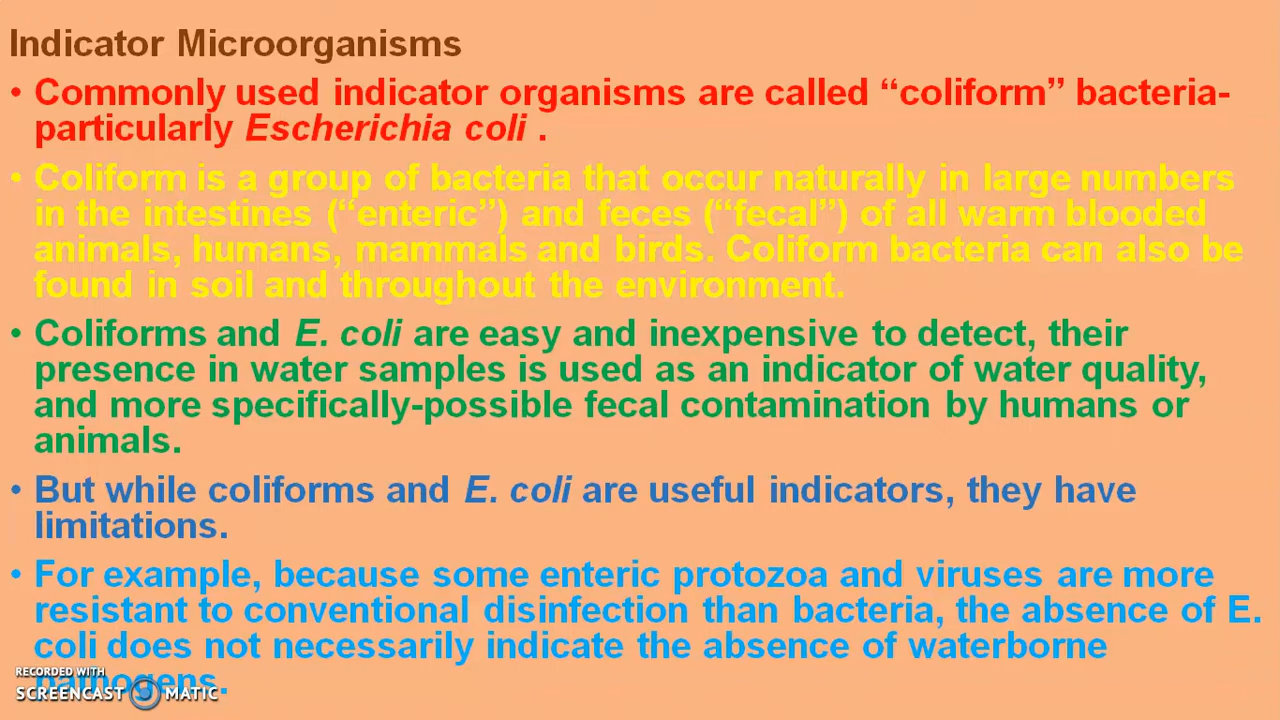 Indicator Microorganisms
• Commonly used indicator organisms are called “coliform” bacteria-
particularly Escherichia coli .
• Coliform is a group of bacteria that occur naturally in large numbers
in the intestines (“enteric”) and feces (“fecal”) of all warm blooded
animals, humans, mammals and birds. Coliform bacteria can also be
found in soil and throughout the environment.
• Coliforms and E. coli are easy and inexpensive to detect, their
presence in water samples is used as an indicator of water quality,
and more specifically-possible fecal contamination by humans or
animals.
• But while coliforms and E. coli are useful indicators, they have
limitations.
• For example, because some enteric protozoa and viruses are more
resistant to conventional disinfection than bacteria, the absence of E.
coli does not necessarily indicate the absence of waterborne
pathogens.
RECORDED WITH
SCREENCAST MATIC